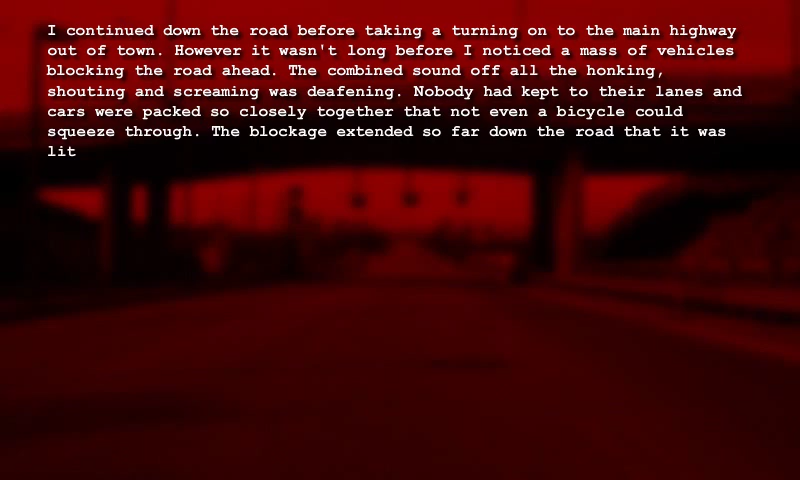 I continued down the road before taking a turning on to the main highway
out of town. However it wasn't long before I noticed a mass of vehicles
blocking the road ahead. The combined sound off all the honking,
shouting and screaming was deafening. Nobody had kept to their lanes and
cars were packed so closely together that not even a bicycle could
squeeze through. The blockage extended so far down the road that it was
lit